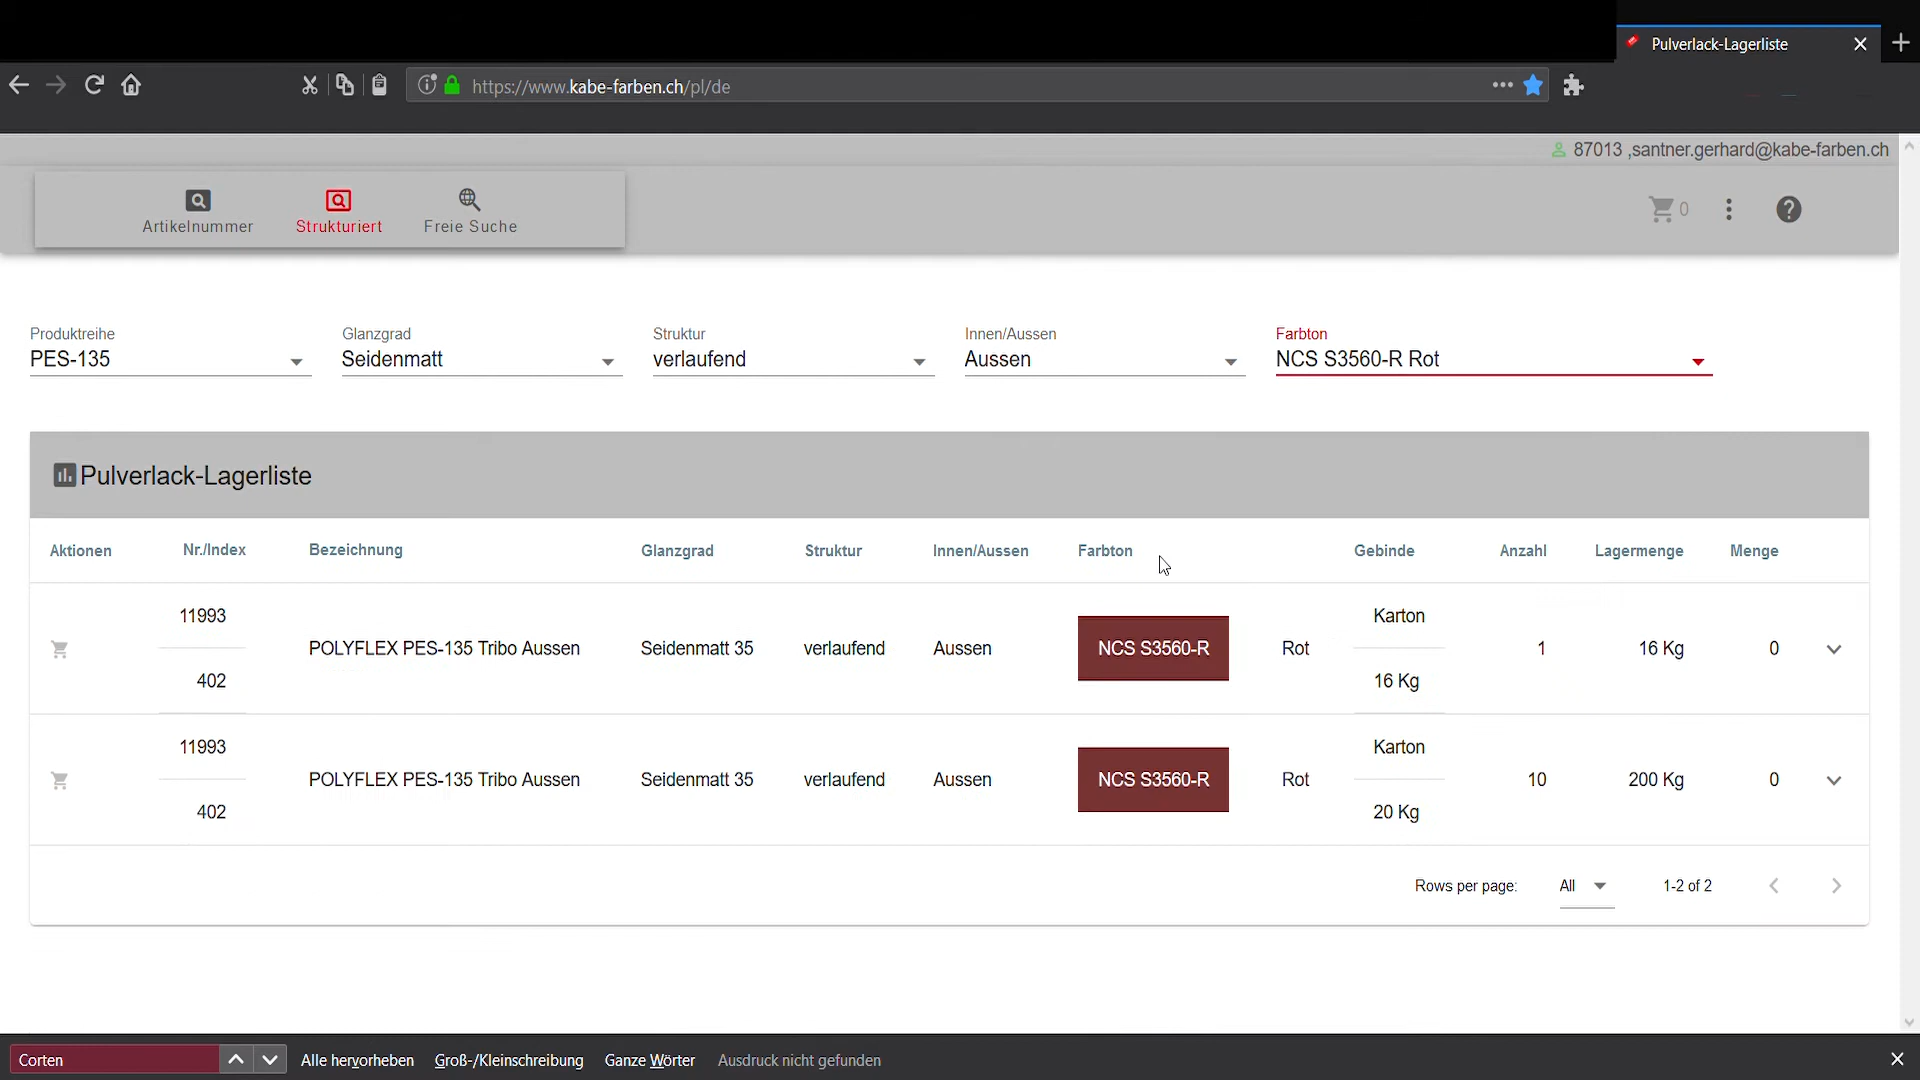 Pulverlack-Lagerliste
https://www.kabe-farben.ch/pl/de
87013 ,santner.gerhard@kabe-farben.ch
Artikelnummer Strukturiert Freie Suche
0
Produktreihe Glanzgrad Struktur Innen/Aussen Farbton
PES-135 Seidenmatt verlaufend Aussen NCS S3560-R Rot
Pulverlack-Lagerliste
Aktionen Nr./Index Bezeichnung Glanzgrad Struktur Innen/Aussen Farbton Gebinde Anzahl Lagermenge Menge
11993 Karton
POLYFLEX PES-135 Tribo Aussen Seidenmatt 35 verlaufend Aussen NCS S3560-R Rot 1 16 Kg 0
402 16 Kg
11993 Karton
POLYFLEX PES-135 Tribo Aussen Seidenmatt 35 verlaufend Aussen NCS S3560-R Rot 10 200 Kg 0
402 20 Kg
Rows per page: All 1-2 of 2
Corten Alle hervorheben Groß-/Kleinschreibung Ganze Wörter Ausdruck nicht gefunden